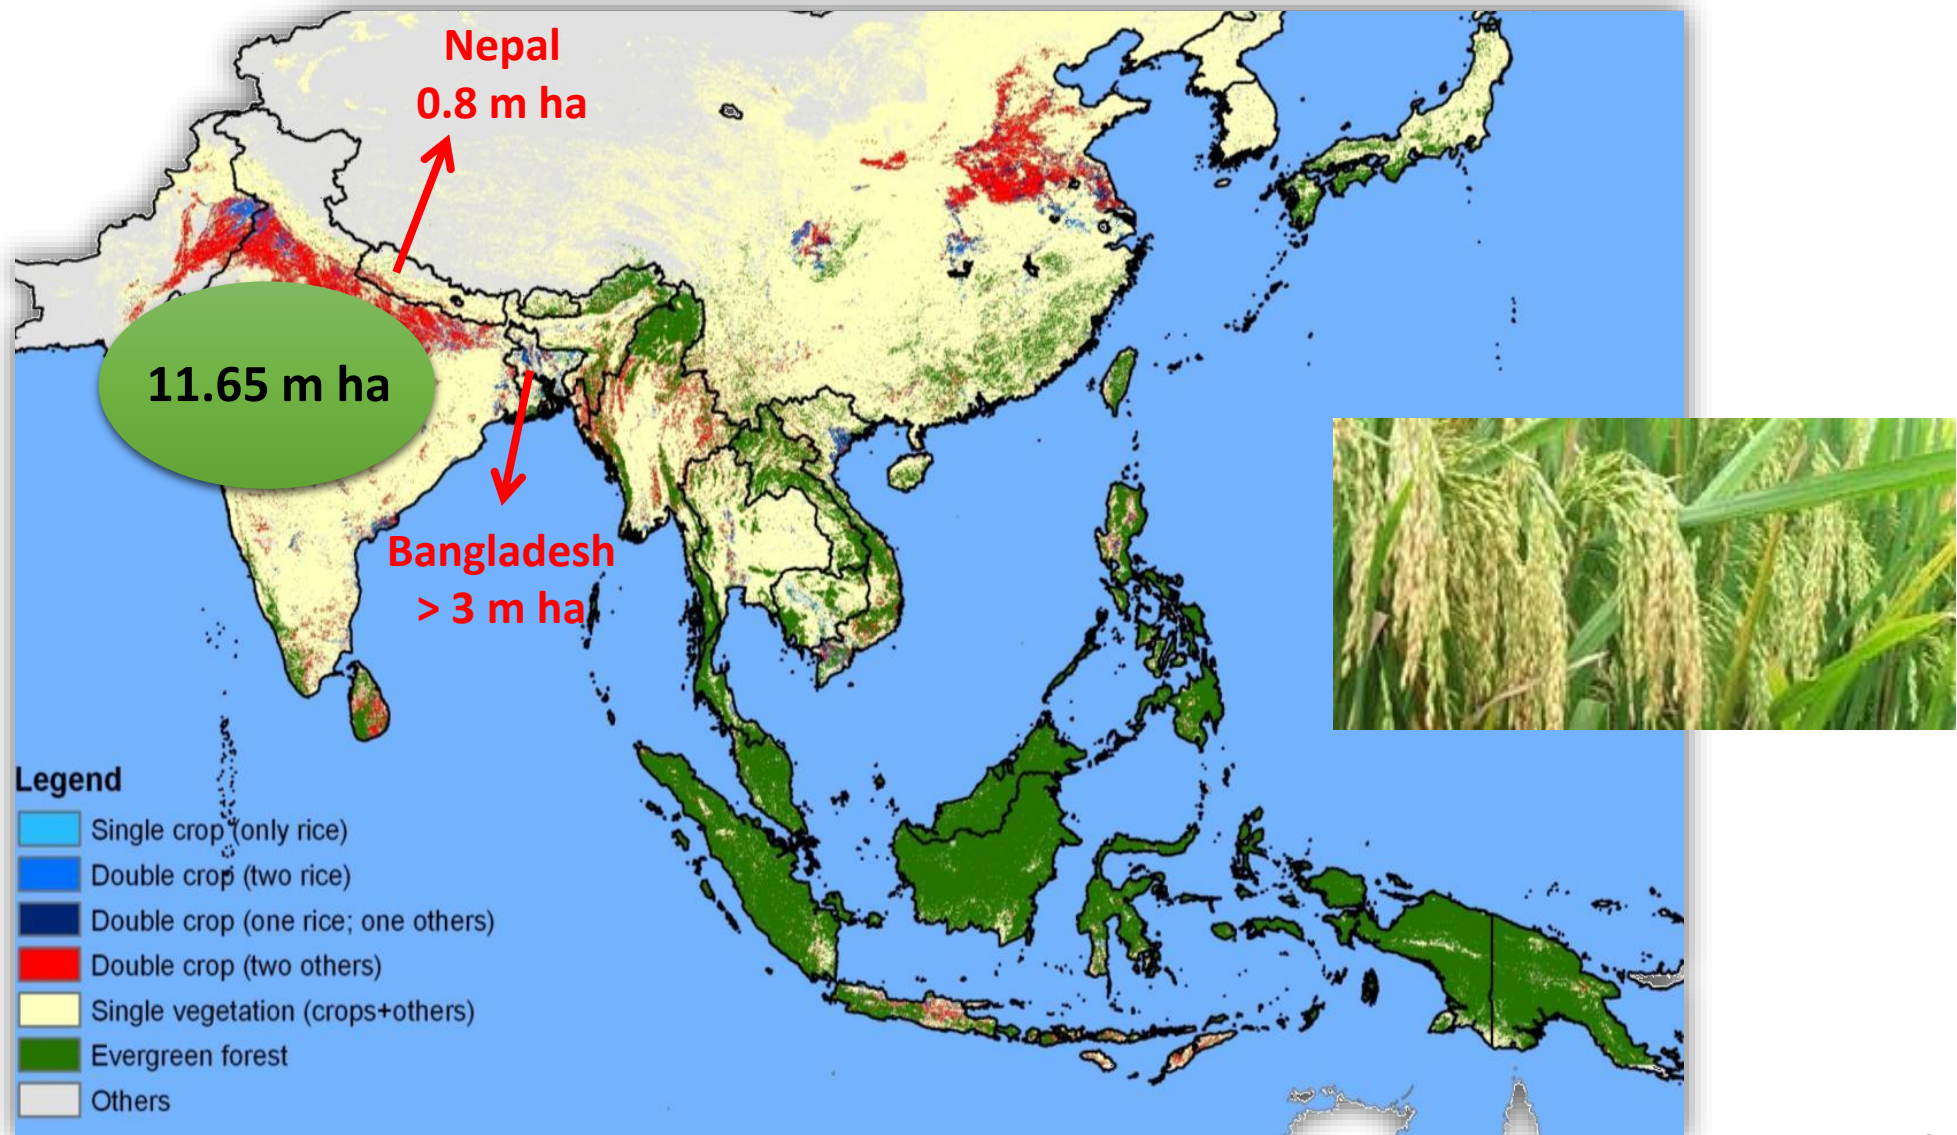 Nepal
0.8 m ha
11.65 m ha
Bangladesh
> 3 m ha
Legend
Single crop (only rice)
Double crop (two rice)
Double crop (one rice; one others)
Double crop (two others)
Single vegetation (crops+others)
Evergreen forest
Others